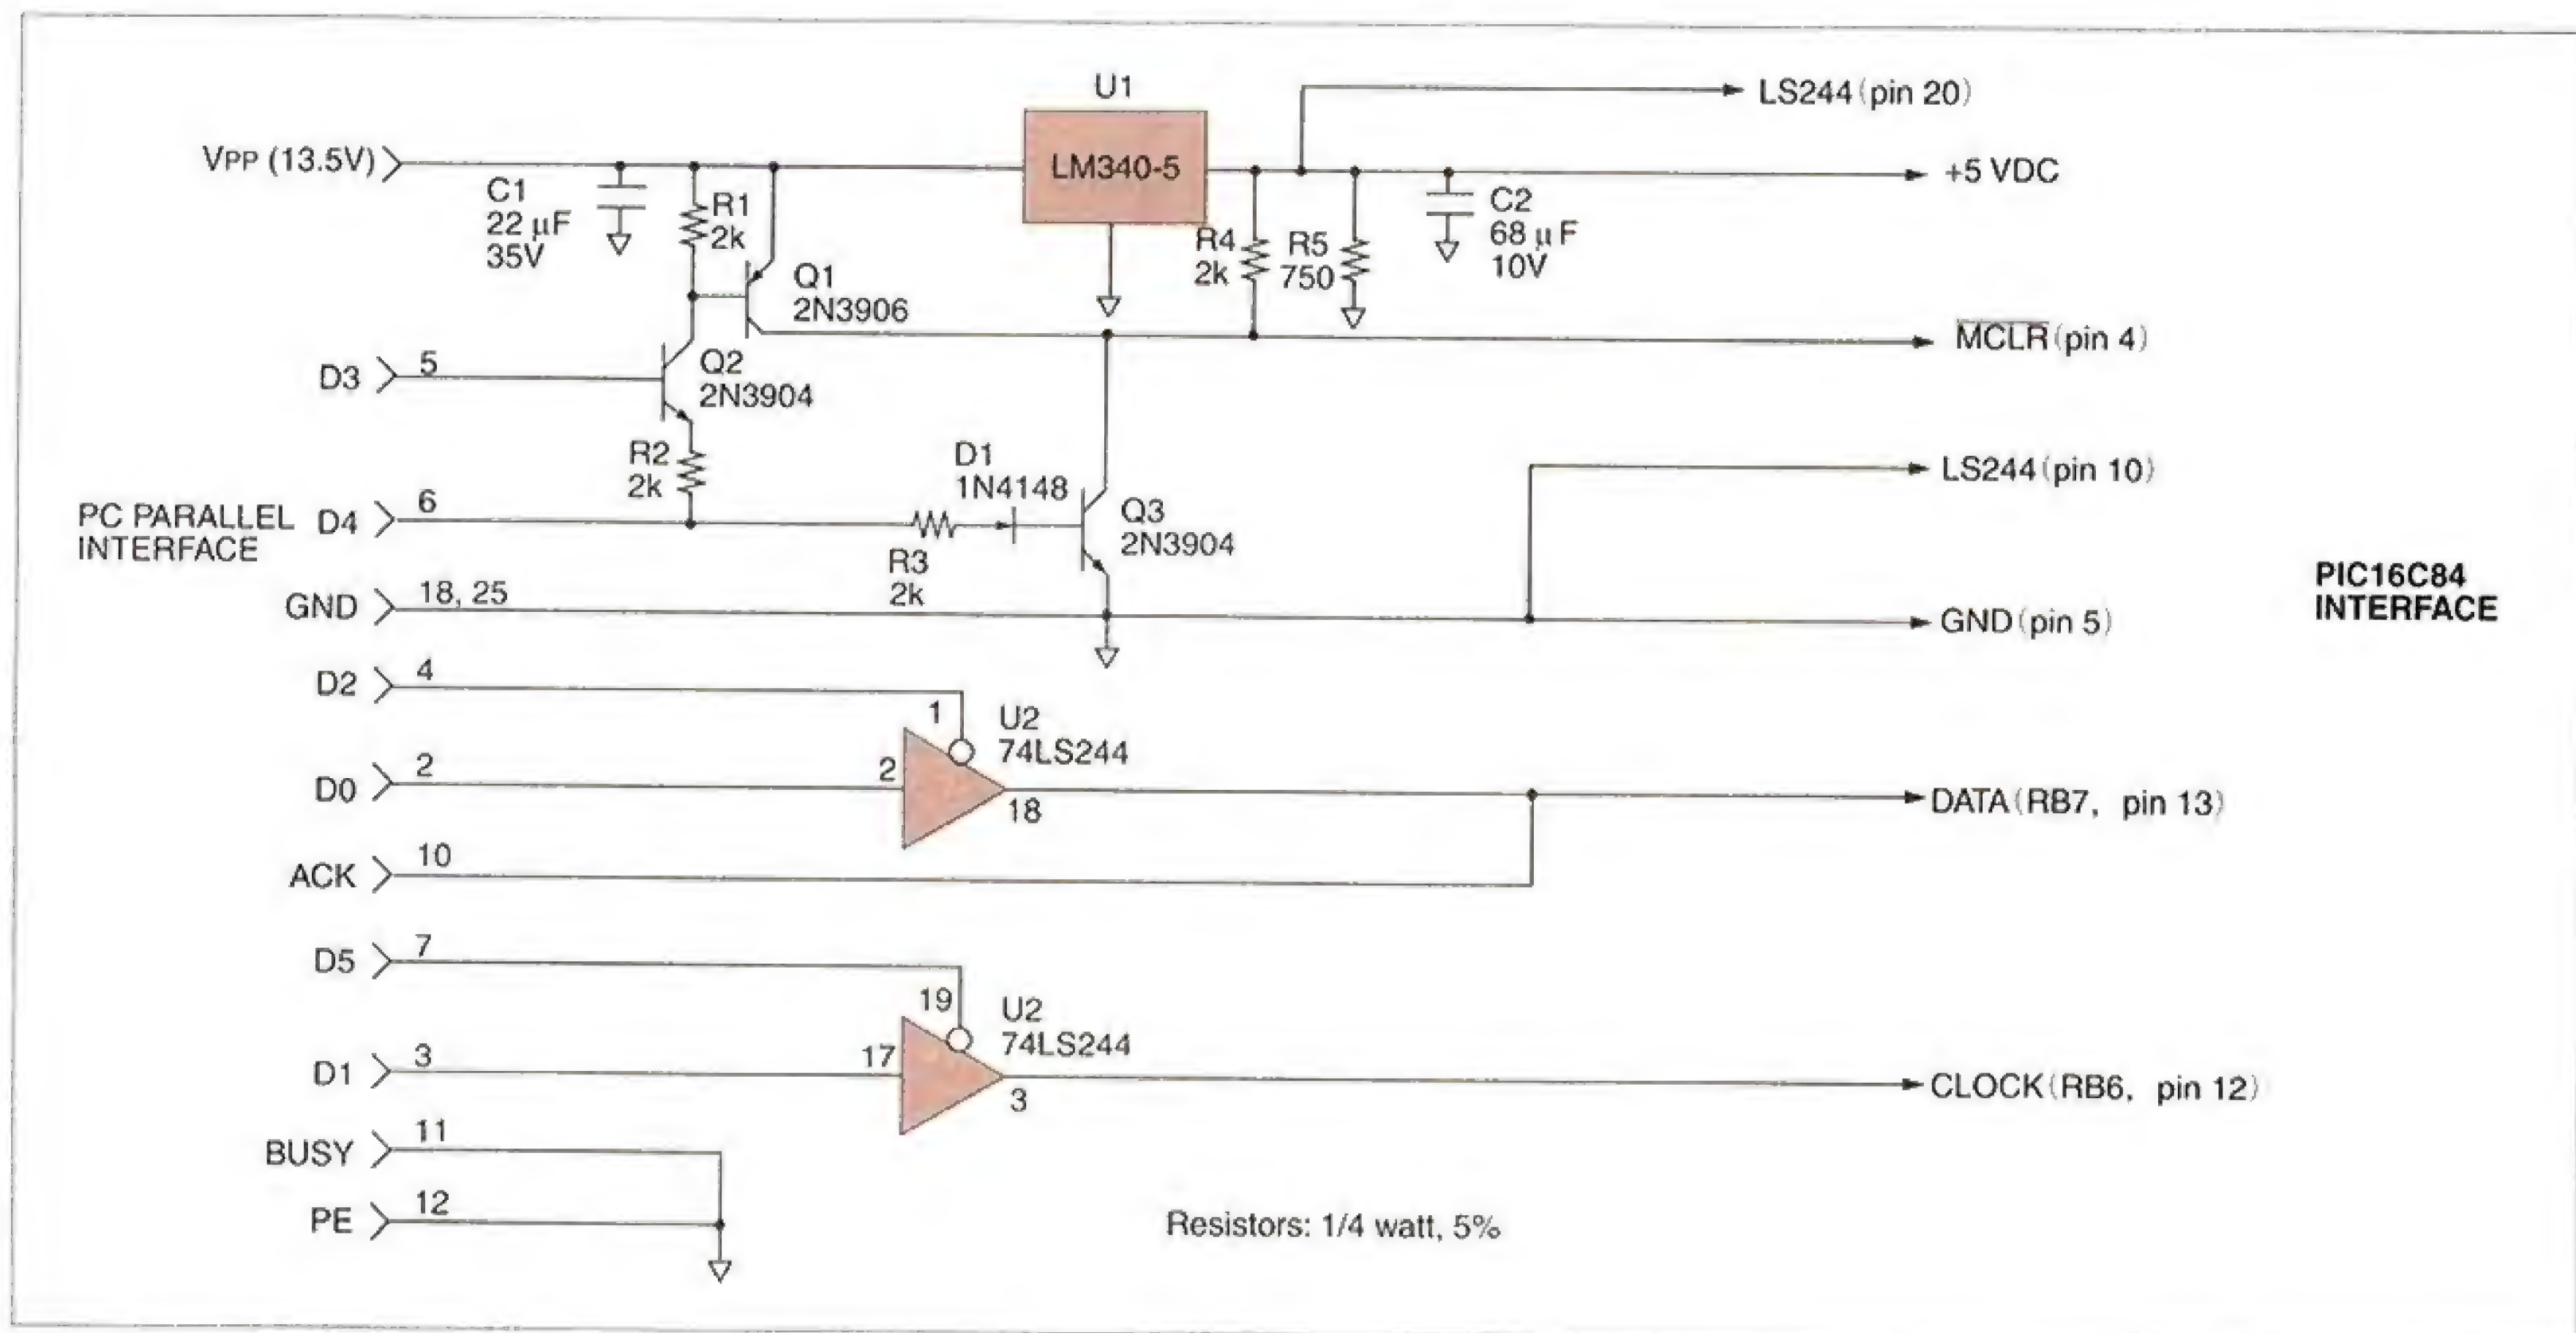 U1
LM340-5
LS244 (pin 20)
VPP (13.5V)
+5 VDC
C1
22 µF
35V
R1
2k
R4
2k
R5
750
C2
68 µF
10V
Q1
2N3906
MCLR (pin 4)
D3
5
Q2
2N3904
R2
2k
D1
1N4148
LS244 (pin 10)
PC PARALLEL
INTERFACE
D4
6
R3
2k
Q3
2N3904
PIC16C84
INTERFACE
GND
18, 25
GND (pin 5)
D2
4
1
U2
74LS244
D0
2
2
18
DATA (RB7, pin 13)
ACK
10
D5
7
19
U2
74LS244
D1
3
17
3
CLOCK (RB6, pin 12)
BUSY
11
PE
12
Resistors: 1/4 watt, 5%